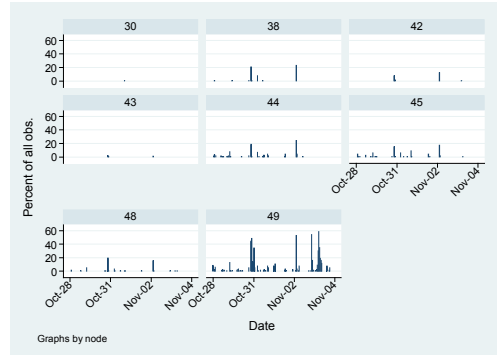 30 38 42
60
40
20
0
43 44 45
60
40
20
0
Oct-28 Oct-31 Nov-02 Nov-04
48 49
60
40
20
0
Oct-28 Oct-31 Nov-02 Nov-04 Oct-28 Oct-31 Nov-02 Nov-04
Percent of all obs.
Date
Graphs by node